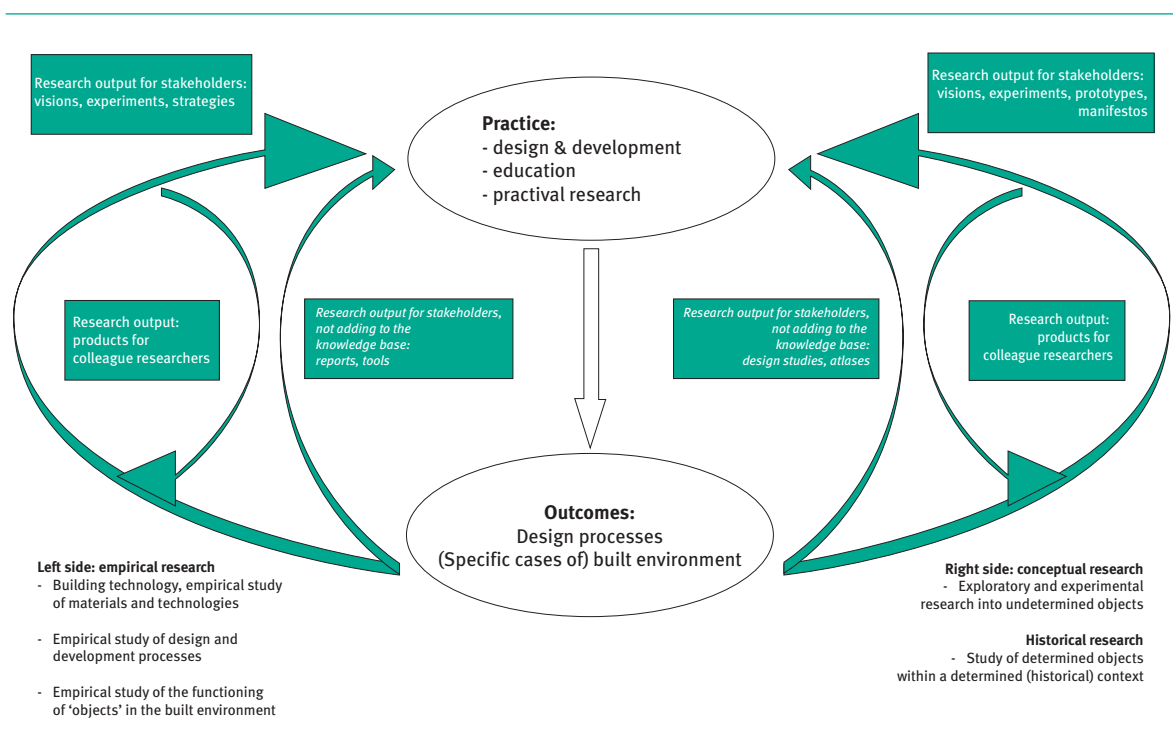 Research output for stakeholders:
visions, experiments, strategies
Practice:
- design & development
- education
- practival research
Research output for stakeholders:
visions, experiments, prototypes,
manifestos
Research output:
products for
colleague researchers
Research output for stakeholders,
not adding to the
knowledge base:
reports, tools
Research output for stakeholders,
not adding to the
knowledge base:
design studies, atlases
Research output:
products for
colleague researchers
Outcomes:
Design processes
(Specific cases of) built environment
Left side: empirical research
- Building technology, empirical study
of materials and technologies
- Empirical study of design and
development processes
- Empirical study of the functioning
of ‘objects’ in the built environment
Right side: conceptual research
- Exploratory and experimental
research into undetermined objects
Historical research
- Study of determined objects
within a determined (historical) context